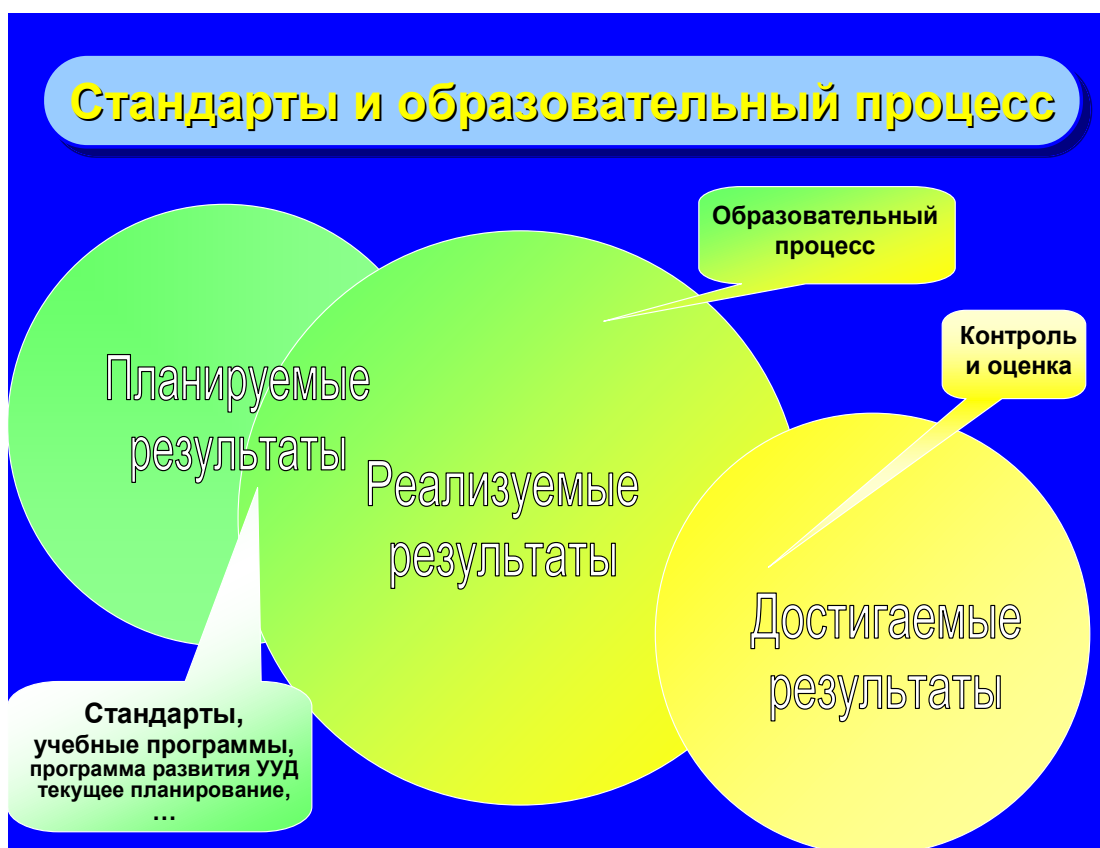 Стандарты и образовательный процесс
Образовательный
процесс
Контроль
и оценка
Планируемые
результаты
Реализуемые
результаты
Достигаемые
результаты
Стандарты,
учебные программы,
программа развития УУД
текущее планирование,
…